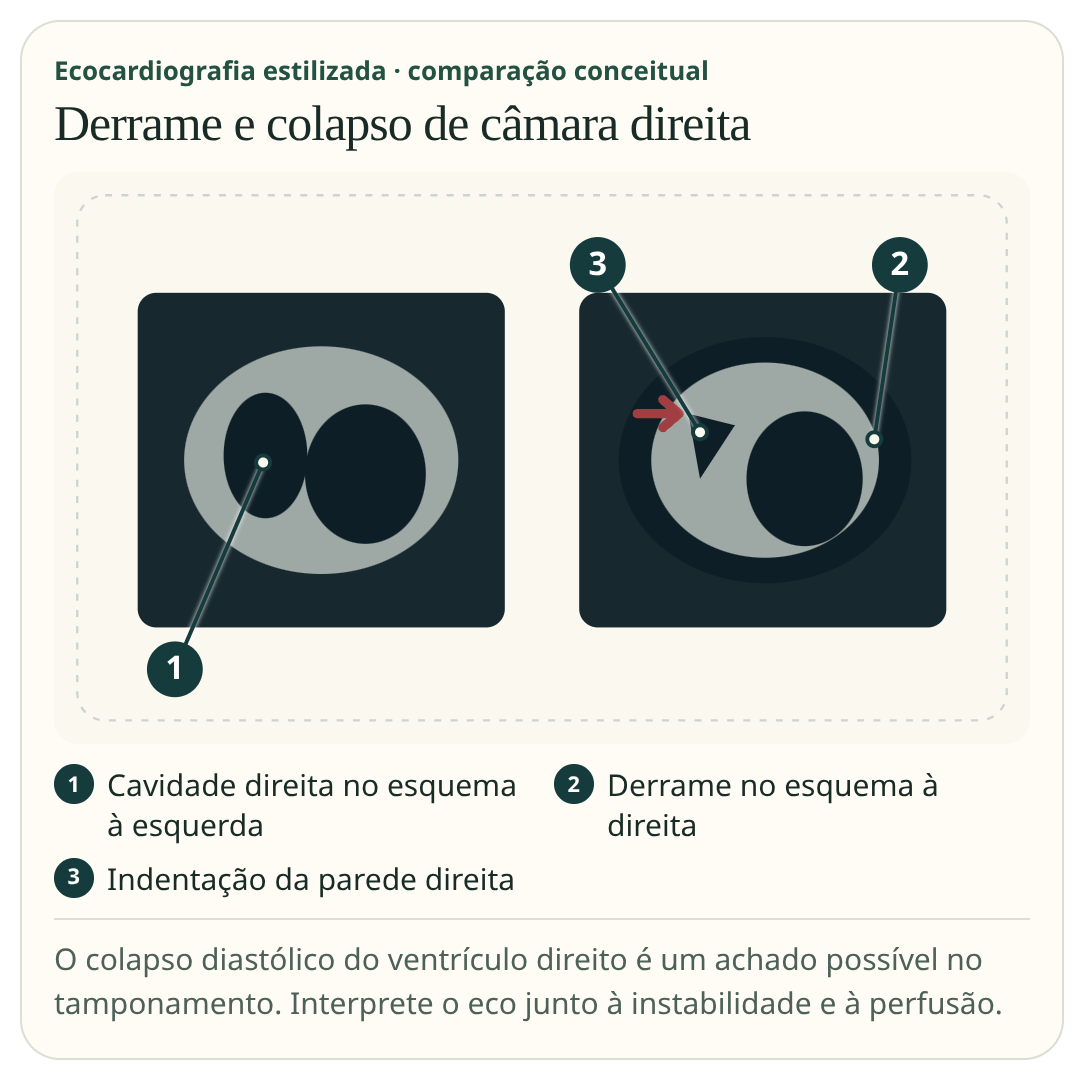 Ecocardiografia estilizada · comparação conceitual
Derrame e colapso de câmara direita
3
2
1
1 Cavidade direita no esquema
à esquerda
2 Derrame no esquema à
direita
3 Indentação da parede direita
O colapso diastólico do ventrículo direito é um achado possível no
tamponamento. Interprete o eco junto à instabilidade e à perfusão.